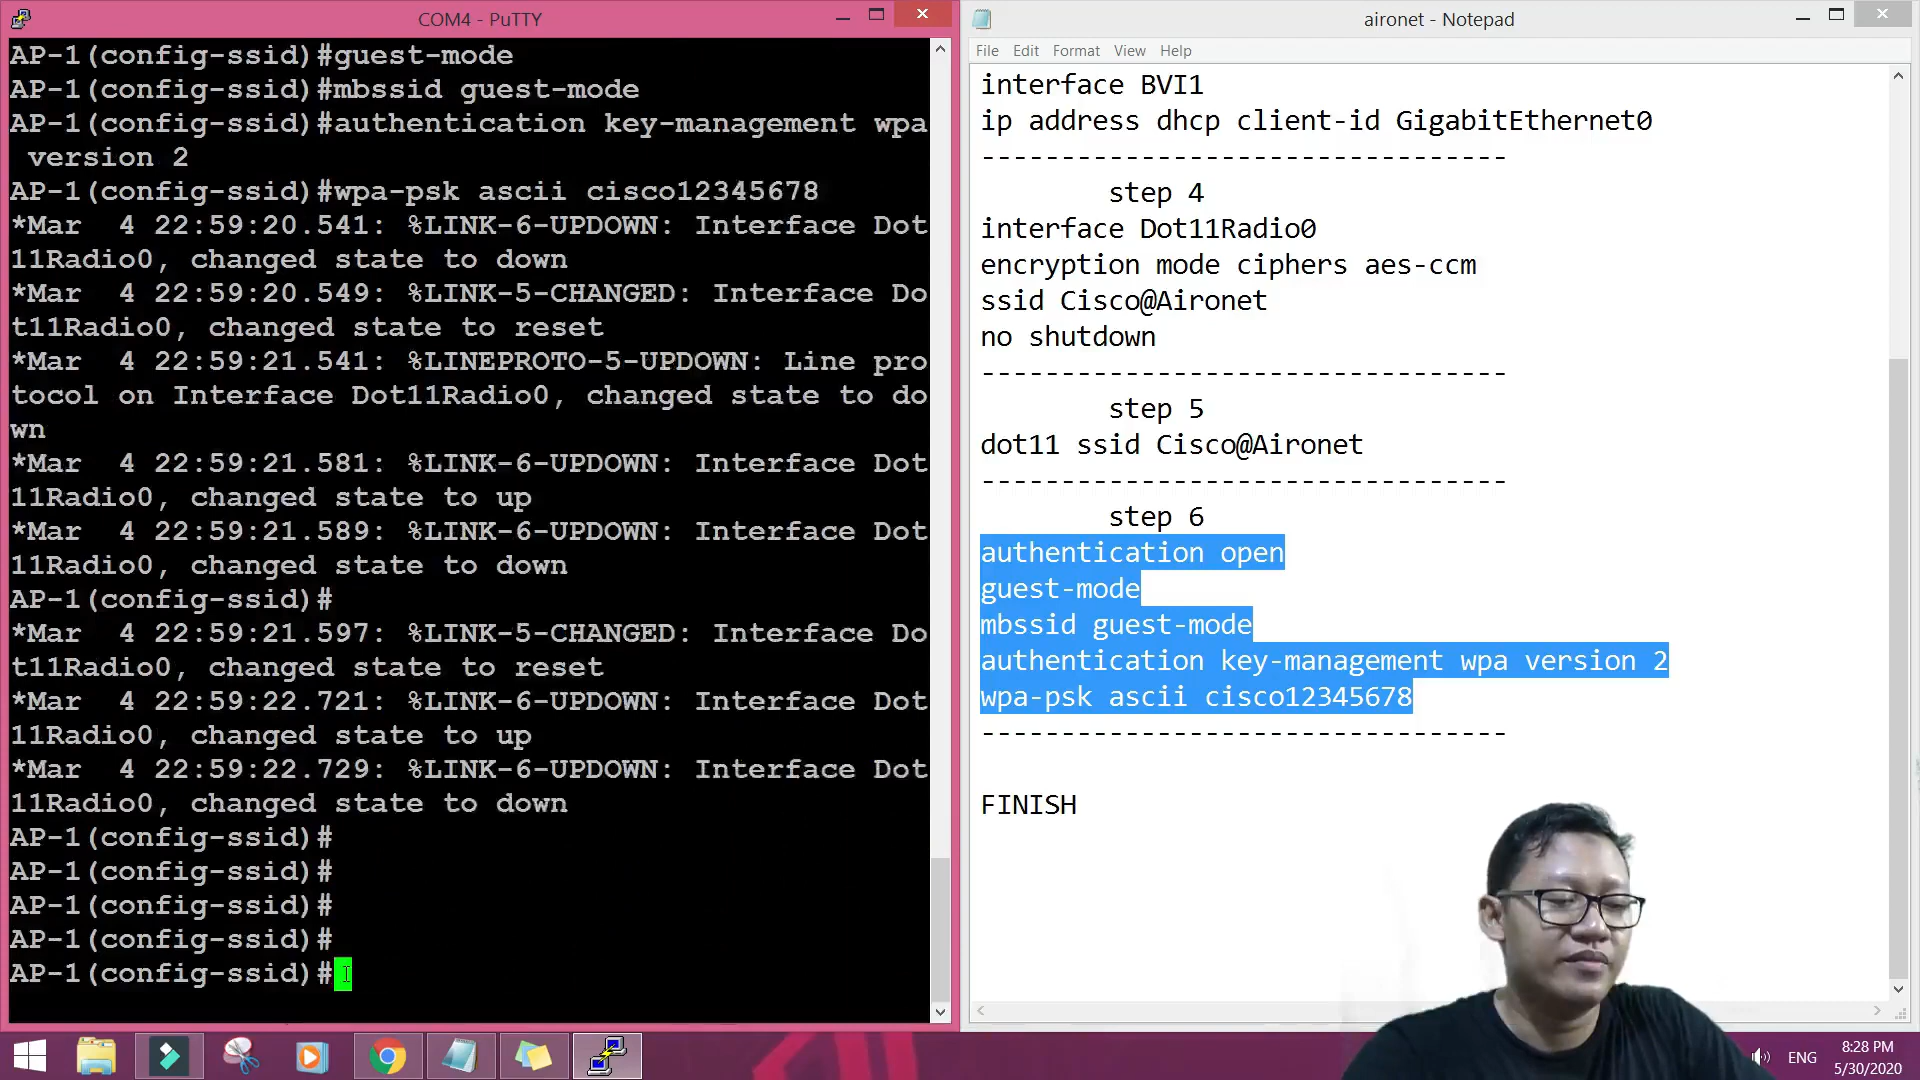 COM4 - PuTTY
AP-1(config-ssid)#guest-mode
AP-1(config-ssid)#mbssid guest-mode
AP-1(config-ssid)#authentication key-management wpa
version 2
AP-1(config-ssid)#wpa-psk ascii cisco12345678
*Mar  4 22:59:20.541: %LINK-6-UPDOWN: Interface Dot
11Radio0, changed state to down
*Mar  4 22:59:20.549: %LINK-5-CHANGED: Interface Do
t11Radio0, changed state to reset
*Mar  4 22:59:21.541: %LINEPROTO-5-UPDOWN: Line pro
tocol on Interface Dot11Radio0, changed state to do
wn
*Mar  4 22:59:21.581: %LINK-6-UPDOWN: Interface Dot
11Radio0, changed state to up
*Mar  4 22:59:21.589: %LINK-6-UPDOWN: Interface Dot
11Radio0, changed state to down
AP-1(config-ssid)#
*Mar  4 22:59:21.597: %LINK-5-CHANGED: Interface Do
t11Radio0, changed state to reset
*Mar  4 22:59:22.721: %LINK-6-UPDOWN: Interface Dot
11Radio0, changed state to up
*Mar  4 22:59:22.729: %LINK-6-UPDOWN: Interface Dot
11Radio0, changed state to down
AP-1(config-ssid)#
AP-1(config-ssid)#
AP-1(config-ssid)#
AP-1(config-ssid)#
AP-1(config-ssid)#
aironet - Notepad
File Edit Format View Help
interface BVI1
ip address dhcp client-id GigabitEthernet0
---------------------------------
step 4
interface Dot11Radio0
encryption mode ciphers aes-ccm
ssid Cisco@Aironet
no shutdown
---------------------------------
step 5
dot11 ssid Cisco@Aironet
---------------------------------
step 6
authentication open
guest-mode
mbssid guest-mode
authentication key-management wpa version 2
wpa-psk ascii cisco12345678
---------------------------------
FINISH
ENG
8:28 PM
5/30/2020